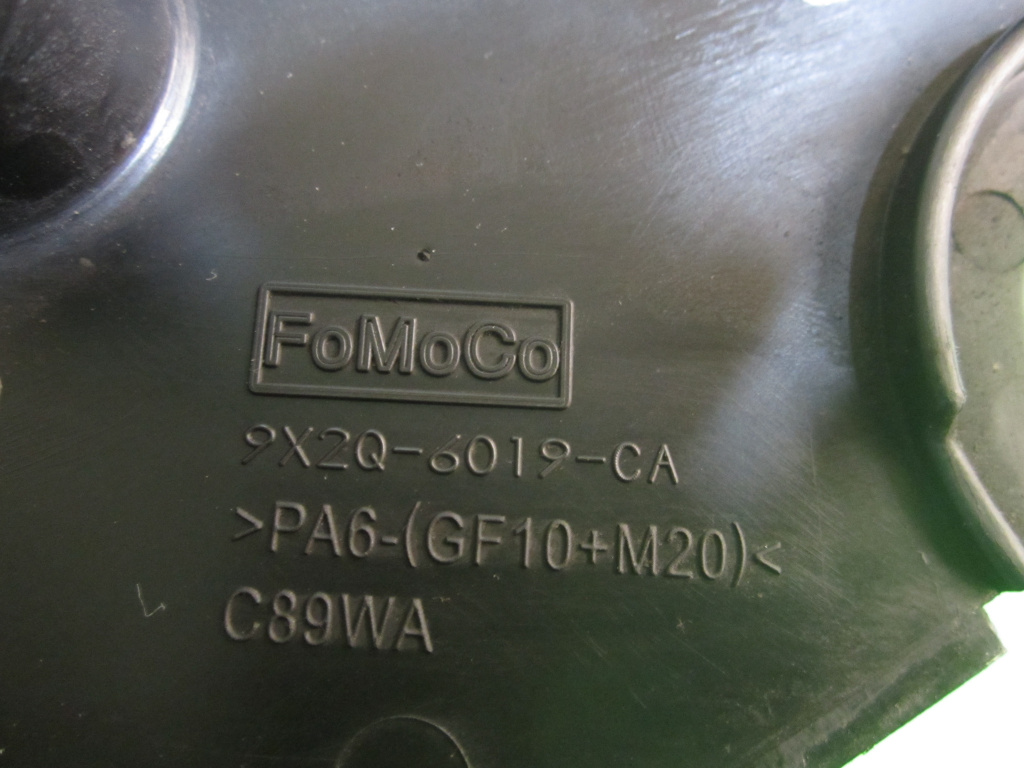 FoMoCo
9X2Q-6019-CA
>PA6-(GF10+M20)<
C89WA